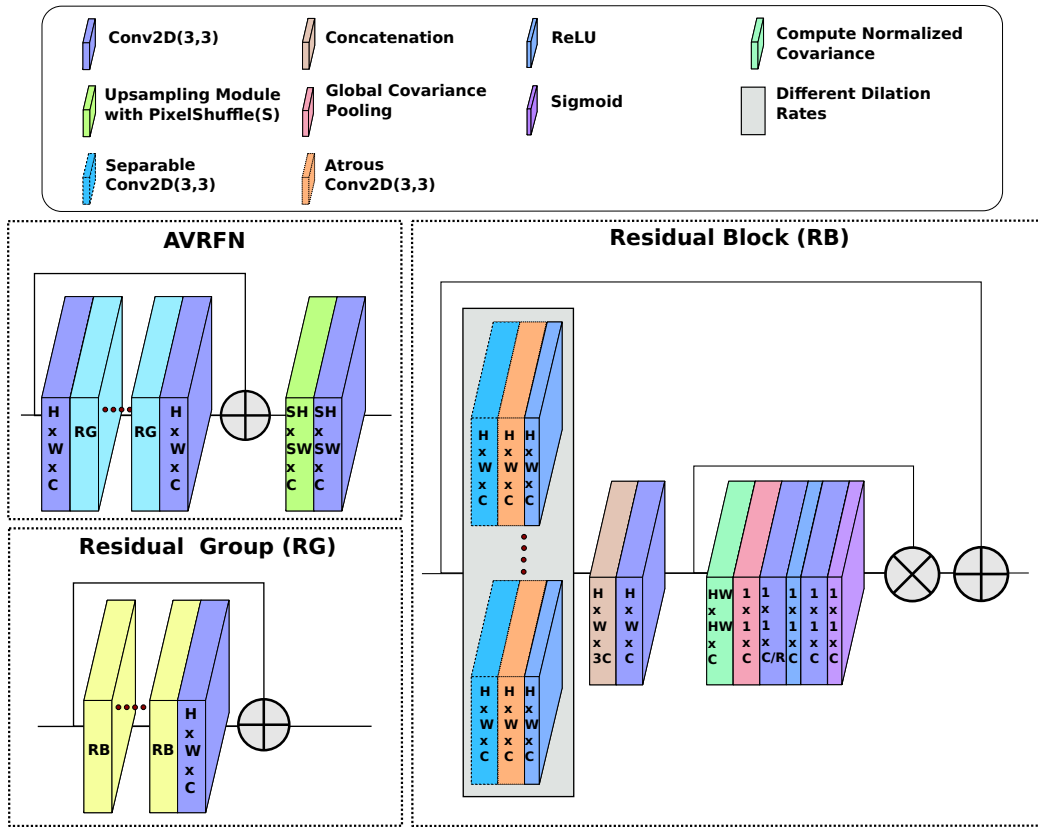 Conv2D(3,3)
Concatenation
ReLU
Compute Normalized
Covariance
Upsampling Module
with PixelShuffle(S)
Global Covariance
Pooling
Sigmoid
Different Dilation
Rates
Separable
Conv2D(3,3)
Atrous
Conv2D(3,3)
AVRFN
H
x
W
x
C
RG
RG
H
x
W
x
C
SH
x
SW
x
C
SH
x
SW
x
C
Residual Group (RG)
RB
RB
H
x
W
x
C
Residual Block (RB)
H
x
W
x
C
H
x
W
x
C
H
x
W
x
C
H
x
W
x
C
H
x
W
x
C
H
x
W
x
C
H
x
W
x
3C
H
x
W
x
C
HW
x
HW
x
C
1
x
1
x
C
1
x
1
x
C/R
1
x
1
x
C
1
x
1
x
C
1
x
1
x
C